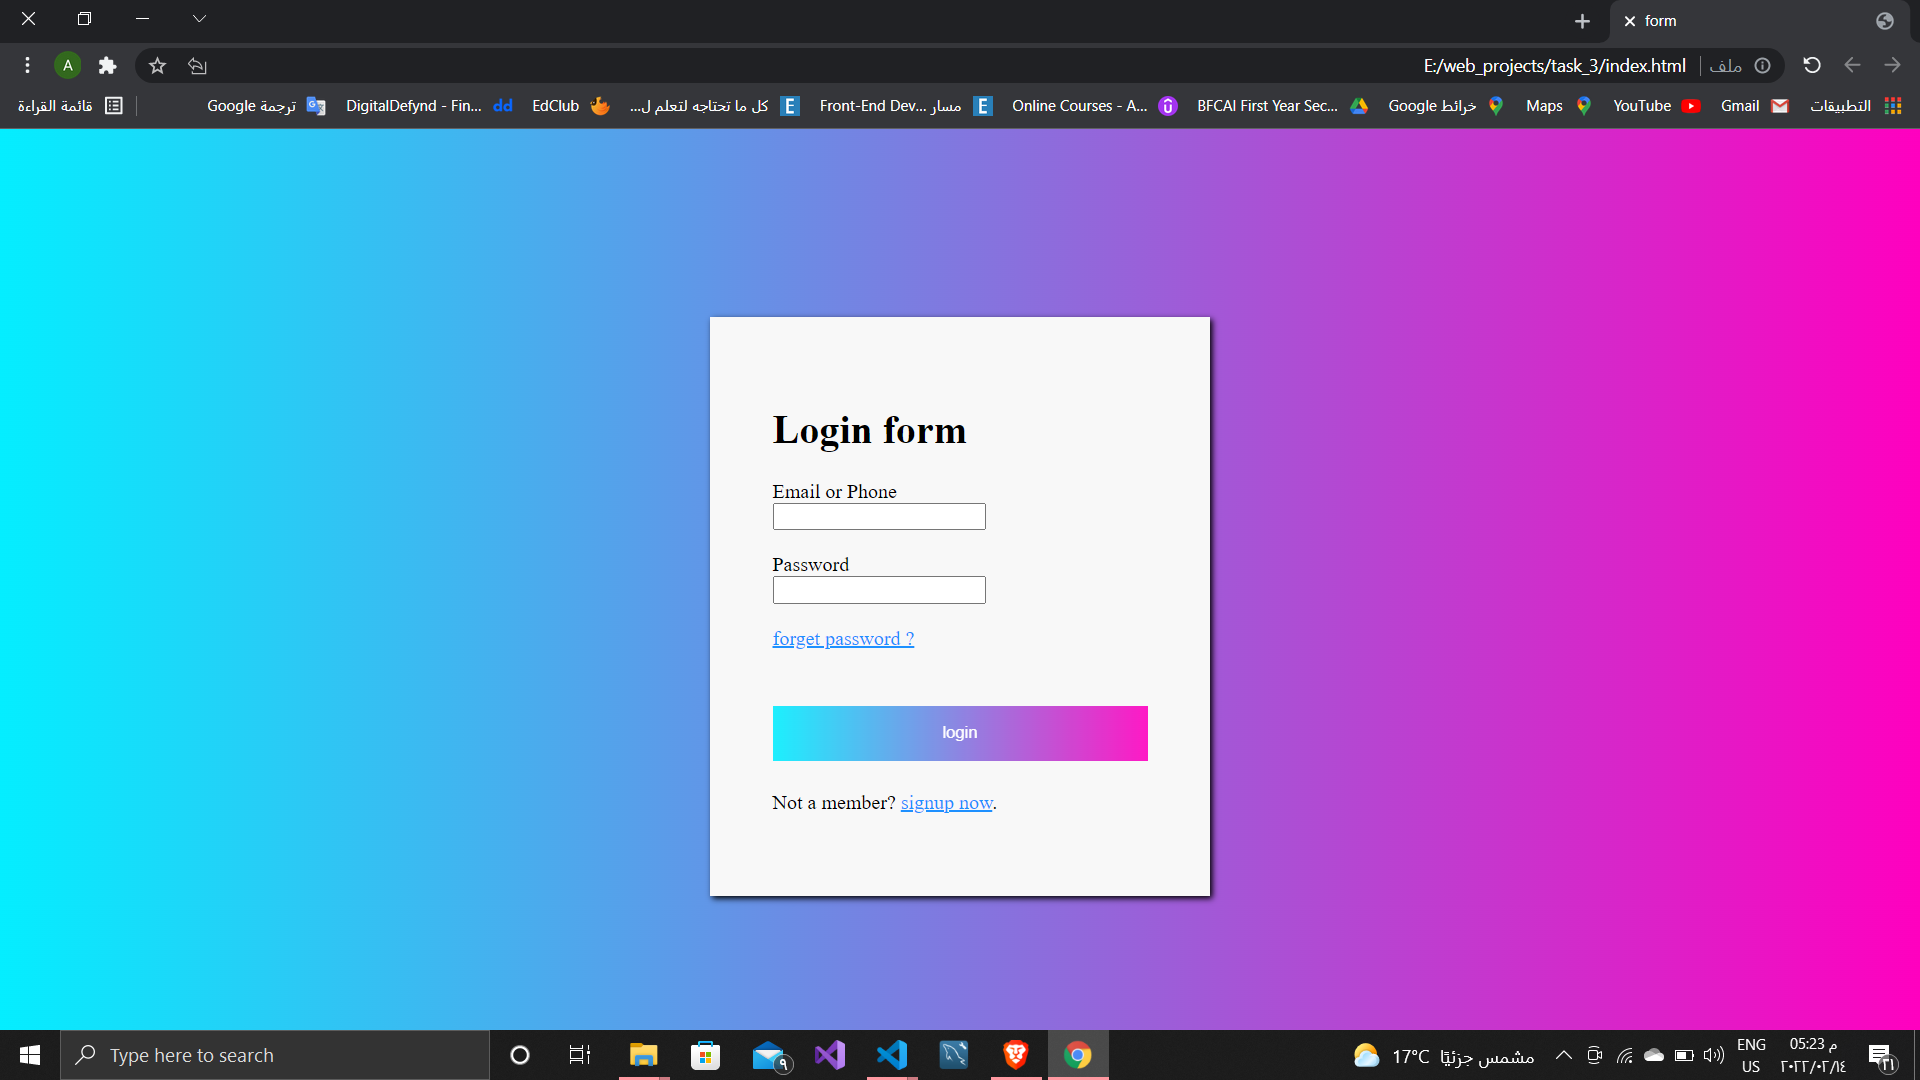 form
A
E:/web_projects/task_3/index.html
ملف
التطبيقات
Gmail
YouTube
Maps
خرائط Google
BFCAI First Year Sec...
Online Courses - A...
مسار Front-End Dev...
كل ما تحتاجه لتعلم ل...
EdClub
DigitalDefynd - Fin...
ترجمة Google
قائمة القراءة
Login form
Email or Phone
Password
forget password ?
login
Not a member? signup now.
Type here to search
٩
17°C مشمس جزئيًا
ENG
US
05:23 م
٢٠٢٢/٠٢/١٤
٢١